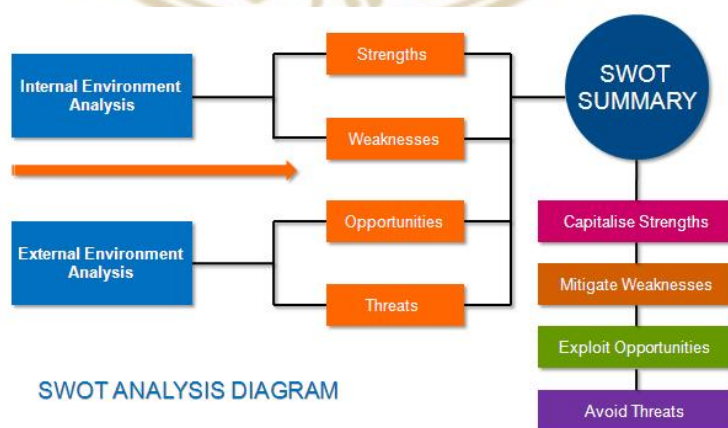 Internal Environment
Analysis
Strengths
Weaknesses
External Environment
Analysis
Opportunities
Threats
SWOT
SUMMARY
Capitalise Strengths
Mitigate Weaknesses
Exploit Opportunities
Avoid Threats
SWOT ANALYSIS DIAGRAM